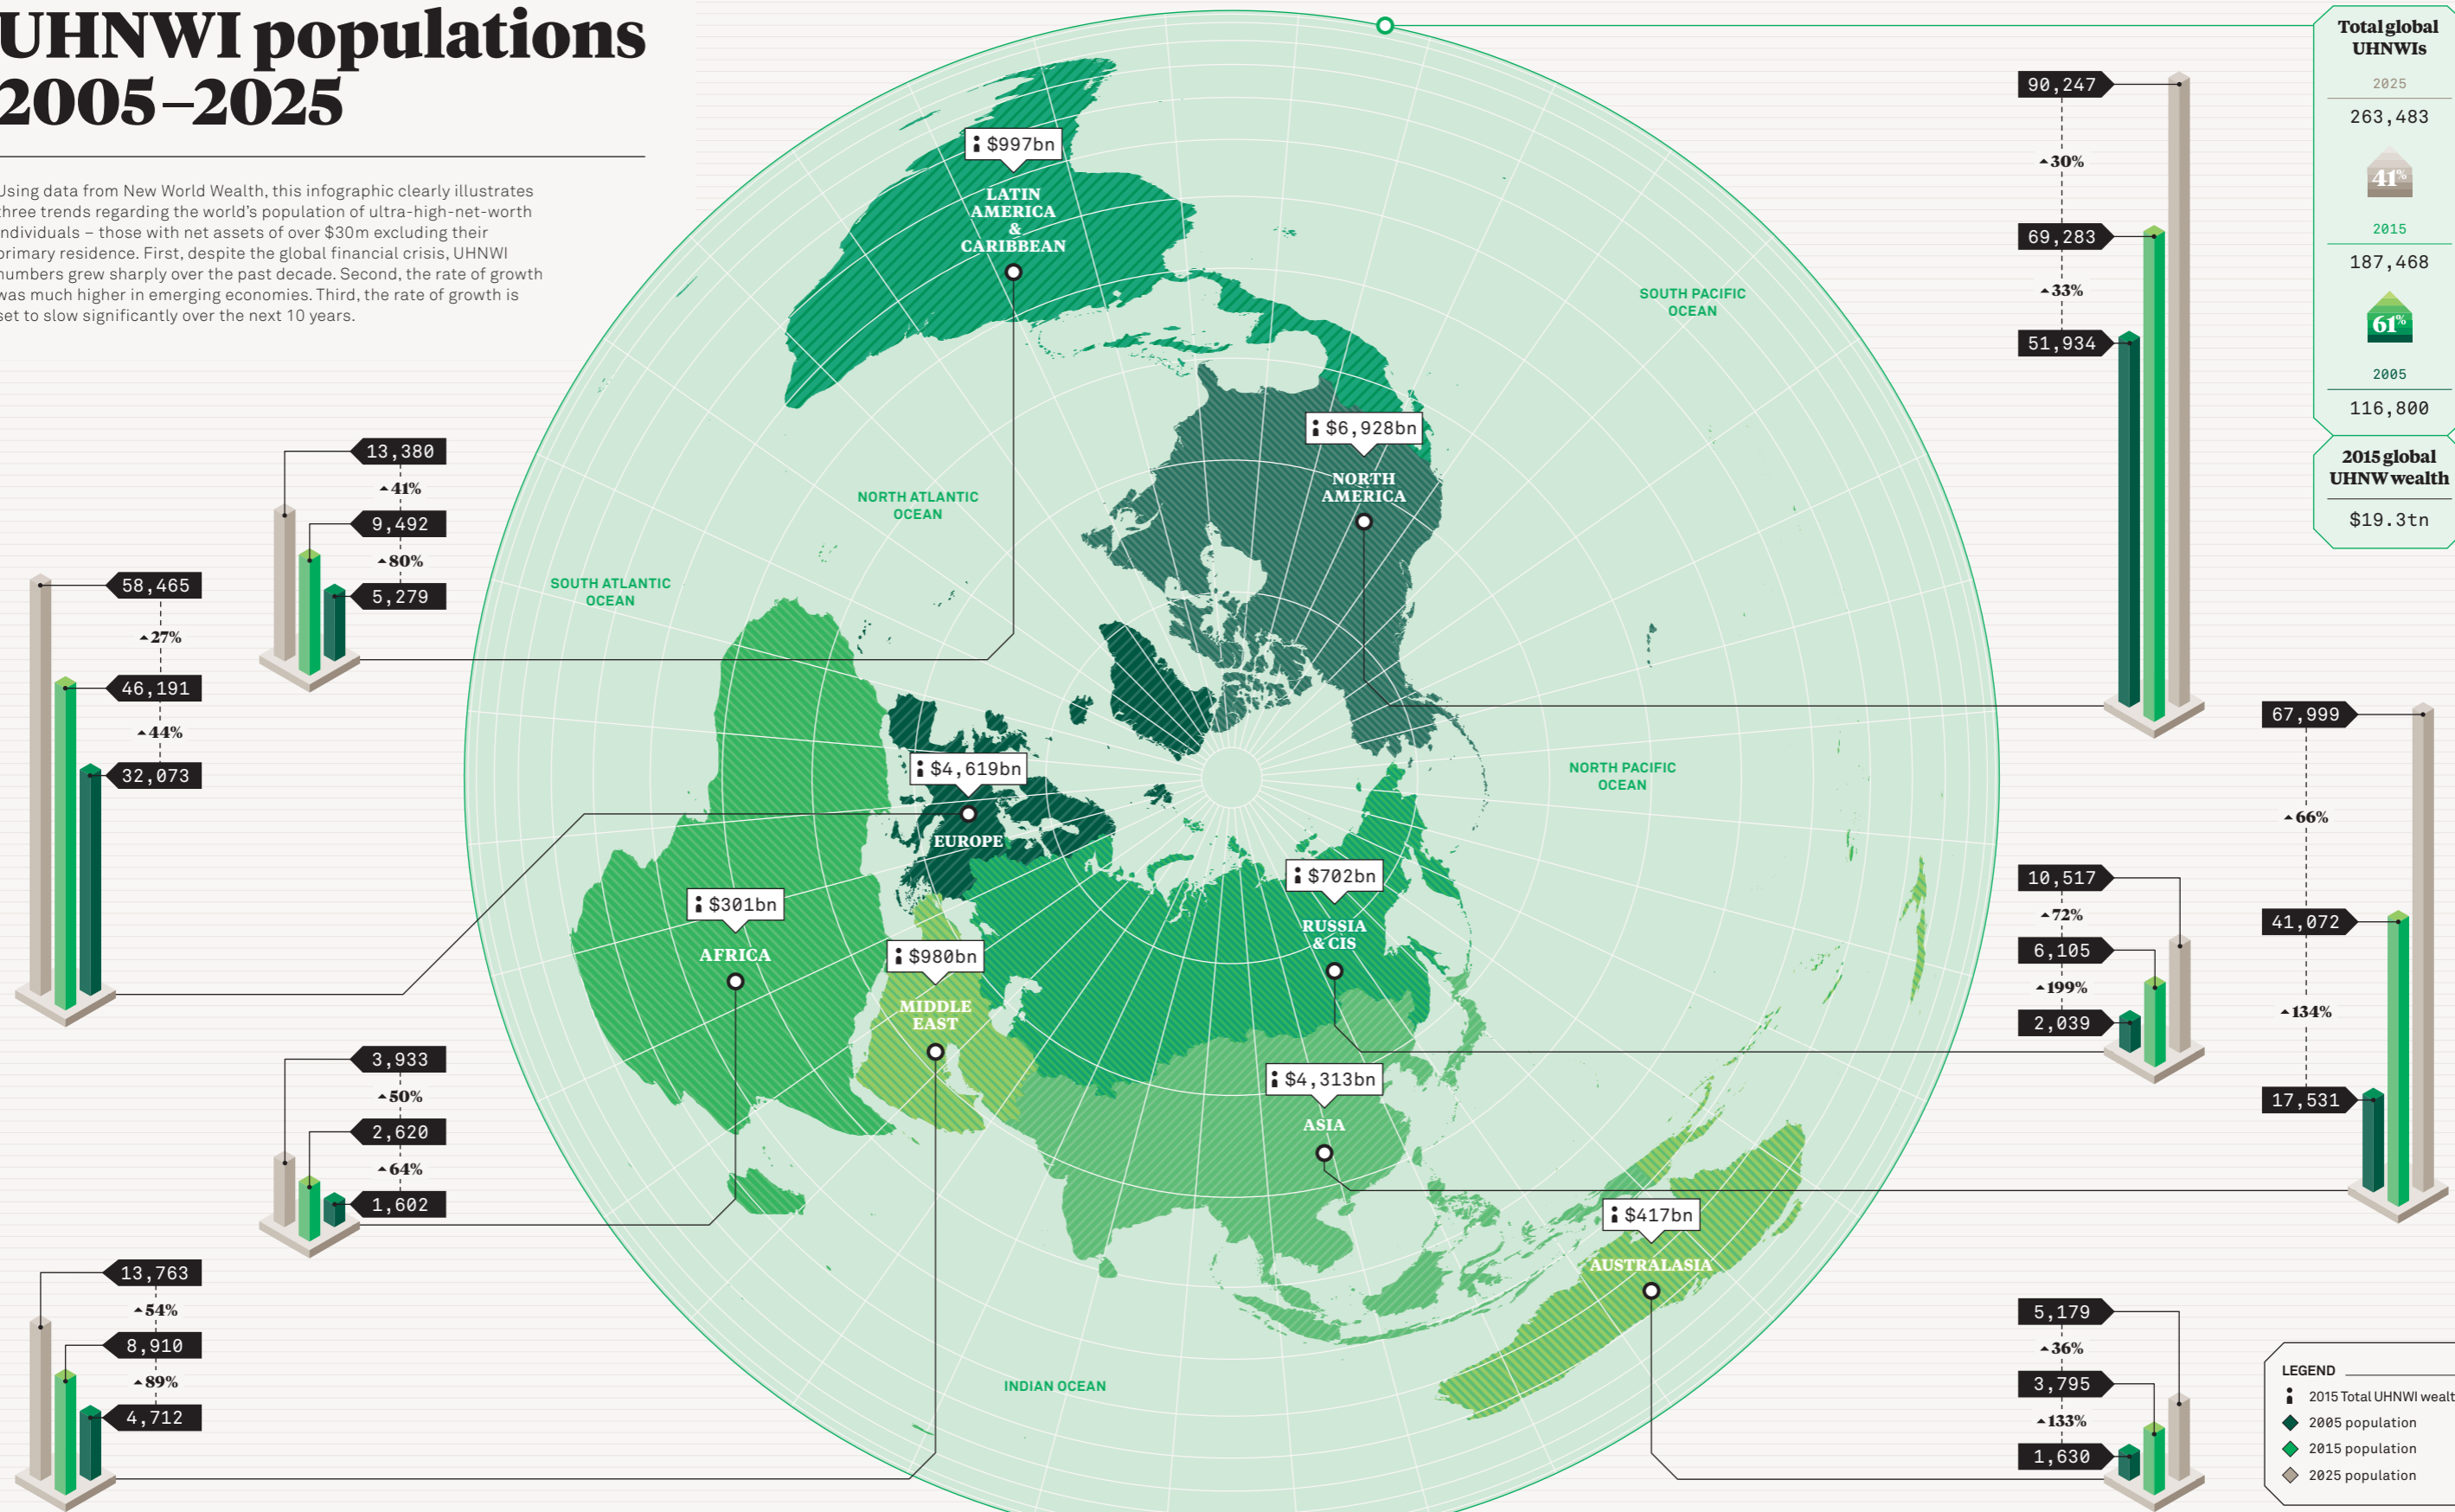 UHNWI populations
2005–2025
Using data from New World Wealth, this infographic clearly illustrates
three trends regarding the world's population of ultra-high-net-worth
individuals – those with net assets of over $30m excluding their
primary residence. First, despite the global financial crisis, UHNWI
numbers grew sharply over the past decade. Second, the rate of growth
was much higher in emerging economies. Third, the rate of growth is
set to slow significantly over the next 10 years.
13,380
41%
9,492
80%
5,279
58,465
27%
46,191
44%
32,073
3,933
50%
2,620
64%
1,602
13,763
54%
8,910
89%
4,712
$997bn
LATIN
AMERICA
&
CARIBBEAN
$6,928bn
NORTH
AMERICA
SOUTH PACIFIC
OCEAN
NORTH ATLANTIC
OCEAN
SOUTH ATLANTIC
OCEAN
$4,619bn
EUROPE
NORTH PACIFIC
OCEAN
$301bn
AFRICA
$702bn
RUSSIA
& CIS
$980bn
MIDDLE
EAST
$4,313bn
ASIA
$417bn
AUSTRALASIA
INDIAN OCEAN
90,247
30%
69,283
33%
51,934
67,999
66%
41,072
134%
17,531
10,517
72%
6,105
199%
2,039
5,179
36%
3,795
133%
1,630
Total global
UHNWIs
2025
263,483
41%
2015
187,468
61%
2005
116,800
2015 global
UHNW wealth
$19.3tn
LEGEND
2015 Total UHNWI wealt
2005 population
2015 population
2025 population